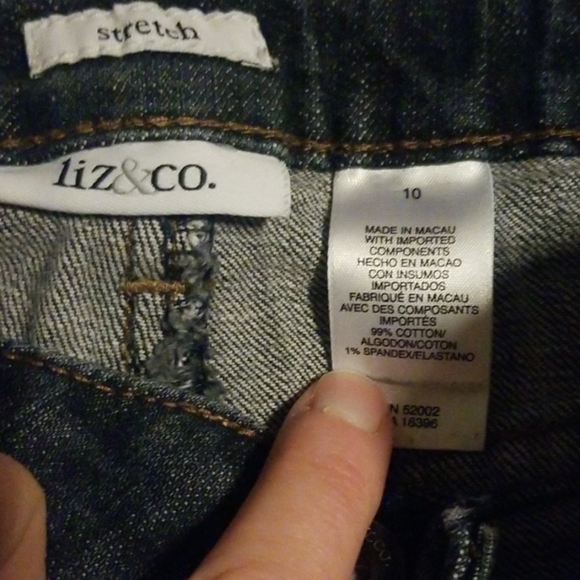 stretch
liz&co.
10
MADE IN MACAU
WITH IMPORTED
COMPONENTS
HECHO EN MACAO
CON INSUMOS
IMPORTADOS
FABRIQUÉ EN MACAU
AVEC DES COMPOSANTS
IMPORTÉS
99% COTTON/
ALGODON/COTON
1% SPANDEX/ELASTANO
52002
16396